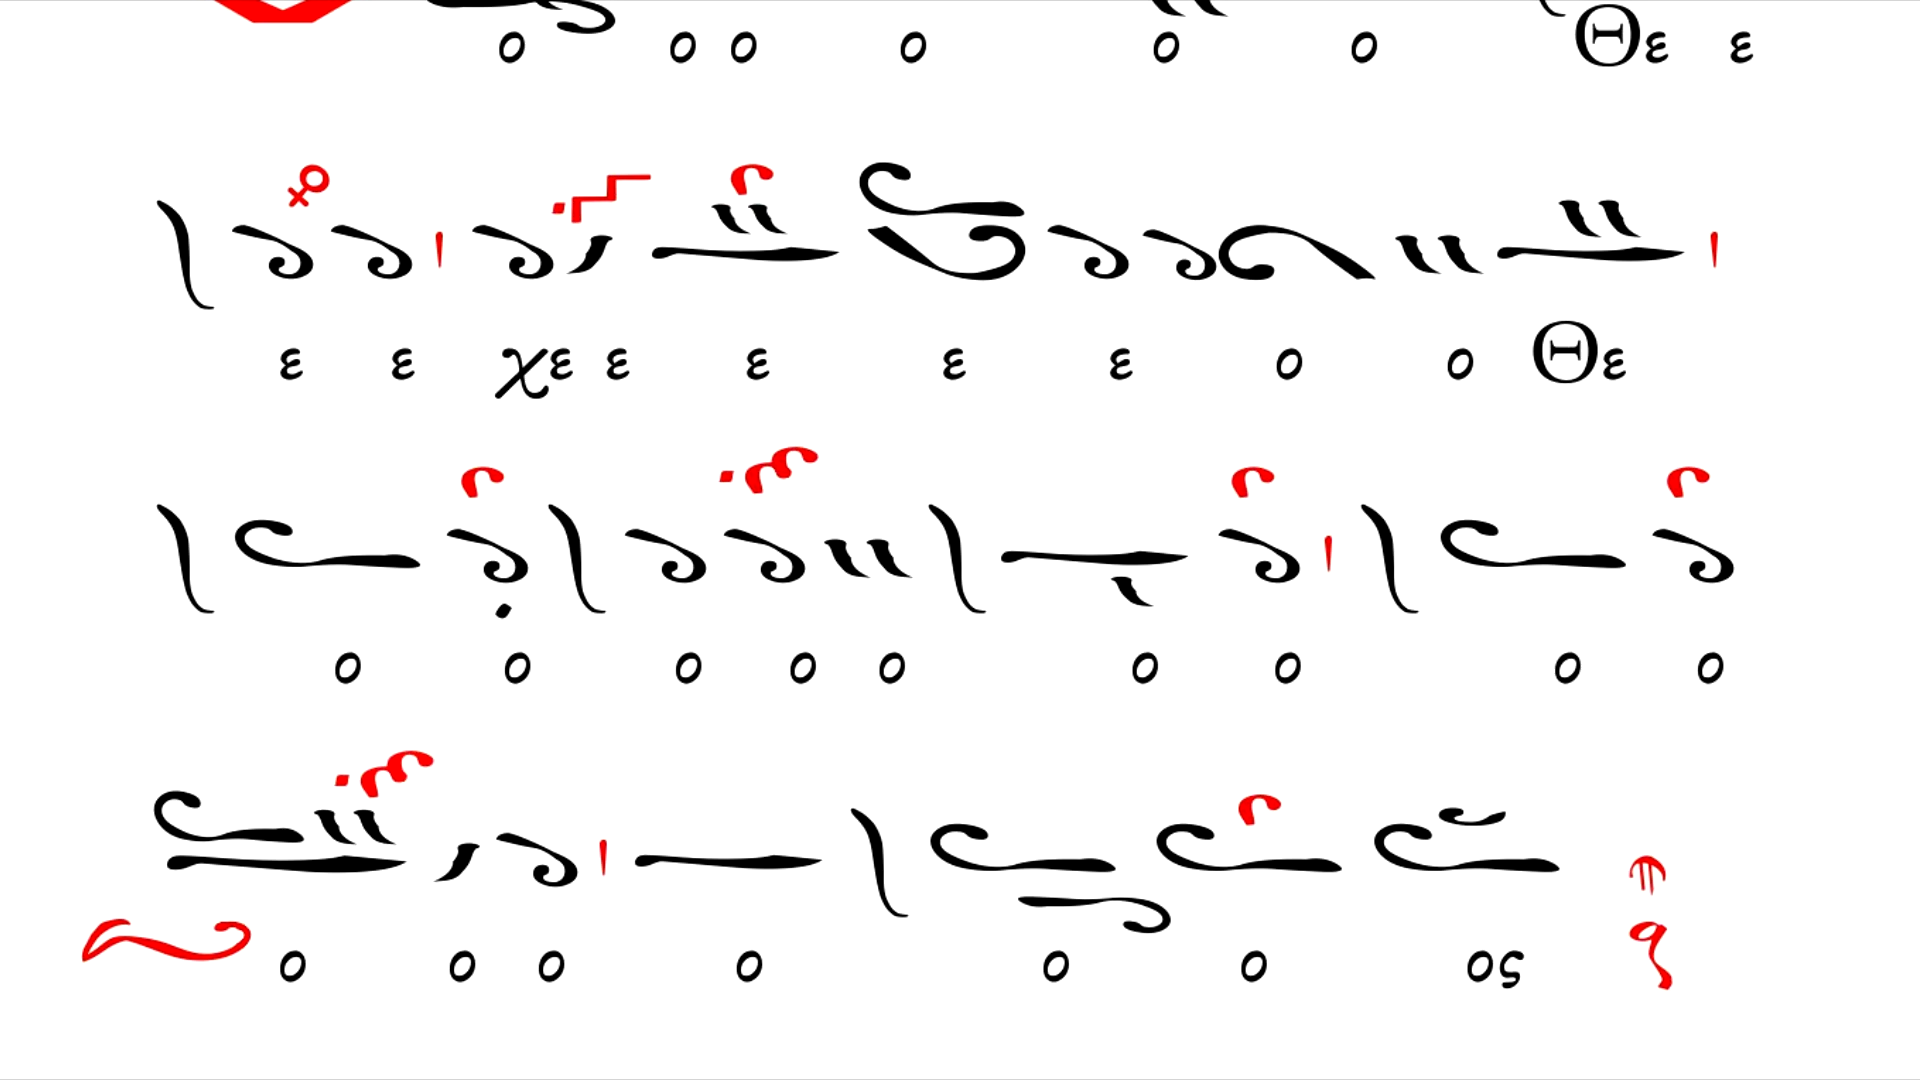 ο ο ο ο ο ο Θε ε
ε ε χε ε ε ε ε ο ο Θε
ο ο ο ο ο ο ο ο ο
ο ο ο ο ο ο ος